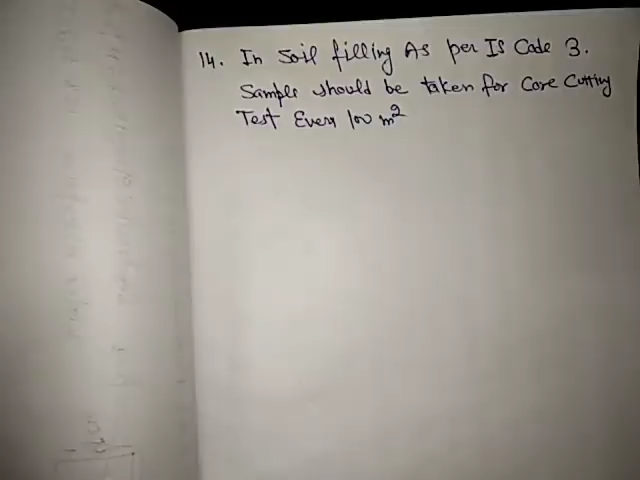 14. In Soil filling As per Is Code 3.
Sample should be taken for Core Cutting
Test Every 100 m²